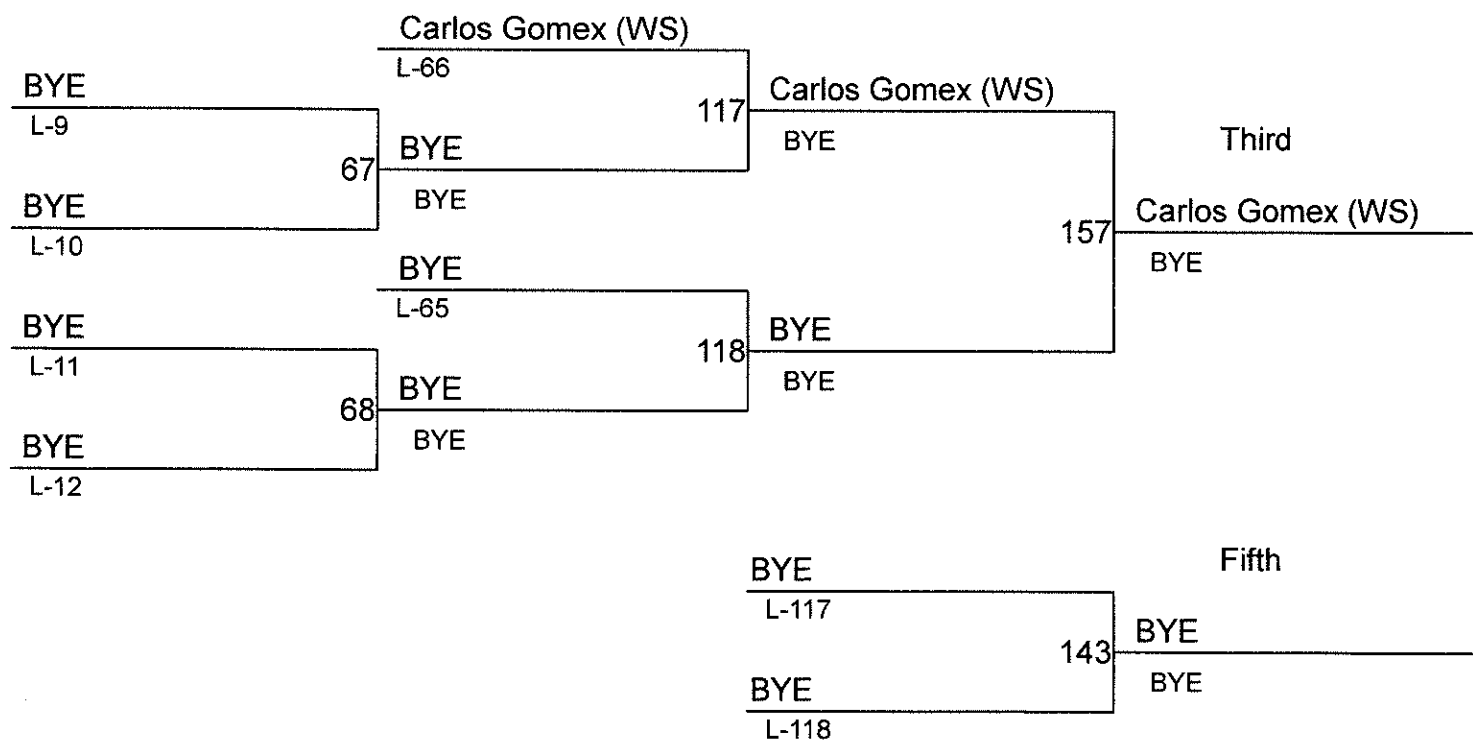 Carlos Gomex (WS)
L-66
BYE
L-9
117
Carlos Gomex (WS)
BYE
Third
67
BYE
BYE
BYE
L-10
157
Carlos Gomex (WS)
BYE
BYE
L-65
BYE
L-11
118
BYE
BYE
68
BYE
BYE
BYE
L-12
Fifth
BYE
L-117
143
BYE
BYE
BYE
L-118